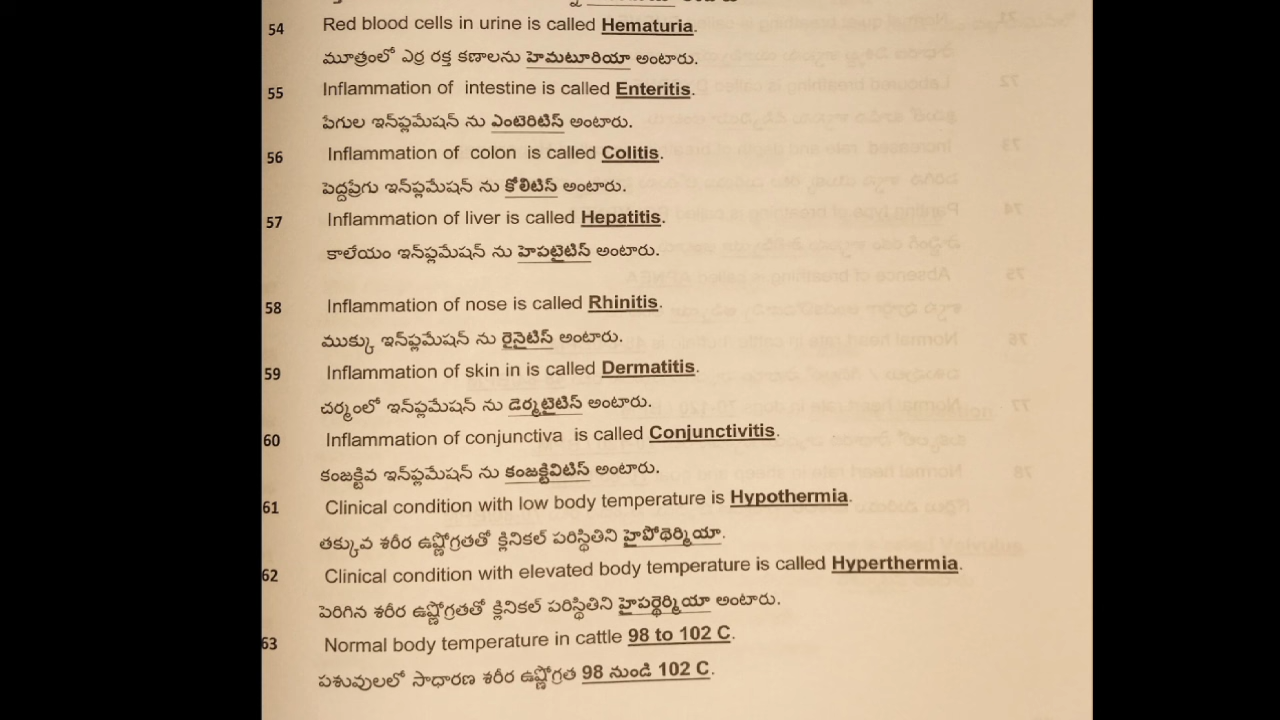 54 Red blood cells in urine is called Hematuria.
మూత్రంలో ఎర్ర రక్త కణాలను హెమటూరియా అంటారు.
55 Inflammation of intestine is called Enteritis.
పేగుల ఇన్‌ఫ్లమేషన్ ను ఎంటెరిటిస్ అంటారు.
56 Inflammation of colon is called Colitis.
పెద్దప్రేగు ఇన్‌ఫ్లమేషన్ ను కోలిటిస్ అంటారు.
57 Inflammation of liver is called Hepatitis.
కాలేయం ఇన్‌ఫ్లమేషన్ ను హెపటైటిస్ అంటారు.
58 Inflammation of nose is called Rhinitis.
ముక్కు ఇన్‌ఫ్లమేషన్ ను రైనైటిస్ అంటారు.
59 Inflammation of skin in is called Dermatitis.
చర్మంలో ఇన్‌ఫ్లమేషన్ ను డెర్మటైటిస్ అంటారు.
60 Inflammation of conjunctiva is called Conjunctivitis.
కంజక్టివ ఇన్‌ఫ్లమేషన్ ను కంజక్టివిటిస్ అంటారు.
61 Clinical condition with low body temperature is Hypothermia.
తక్కువ శరీర ఉష్ణోగ్రతతో క్లినికల్ పరిస్థితిని హైపోథెర్మియా.
62 Clinical condition with elevated body temperature is called Hyperthermia.
పెరిగిన శరీర ఉష్ణోగ్రతతో క్లినికల్ పరిస్థితిని హైపర్థెర్మియా అంటారు.
63 Normal body temperature in cattle 98 to 102 C.
పశువులలో సాధారణ శరీర ఉష్ణోగ్రత 98 నుండి 102 C.